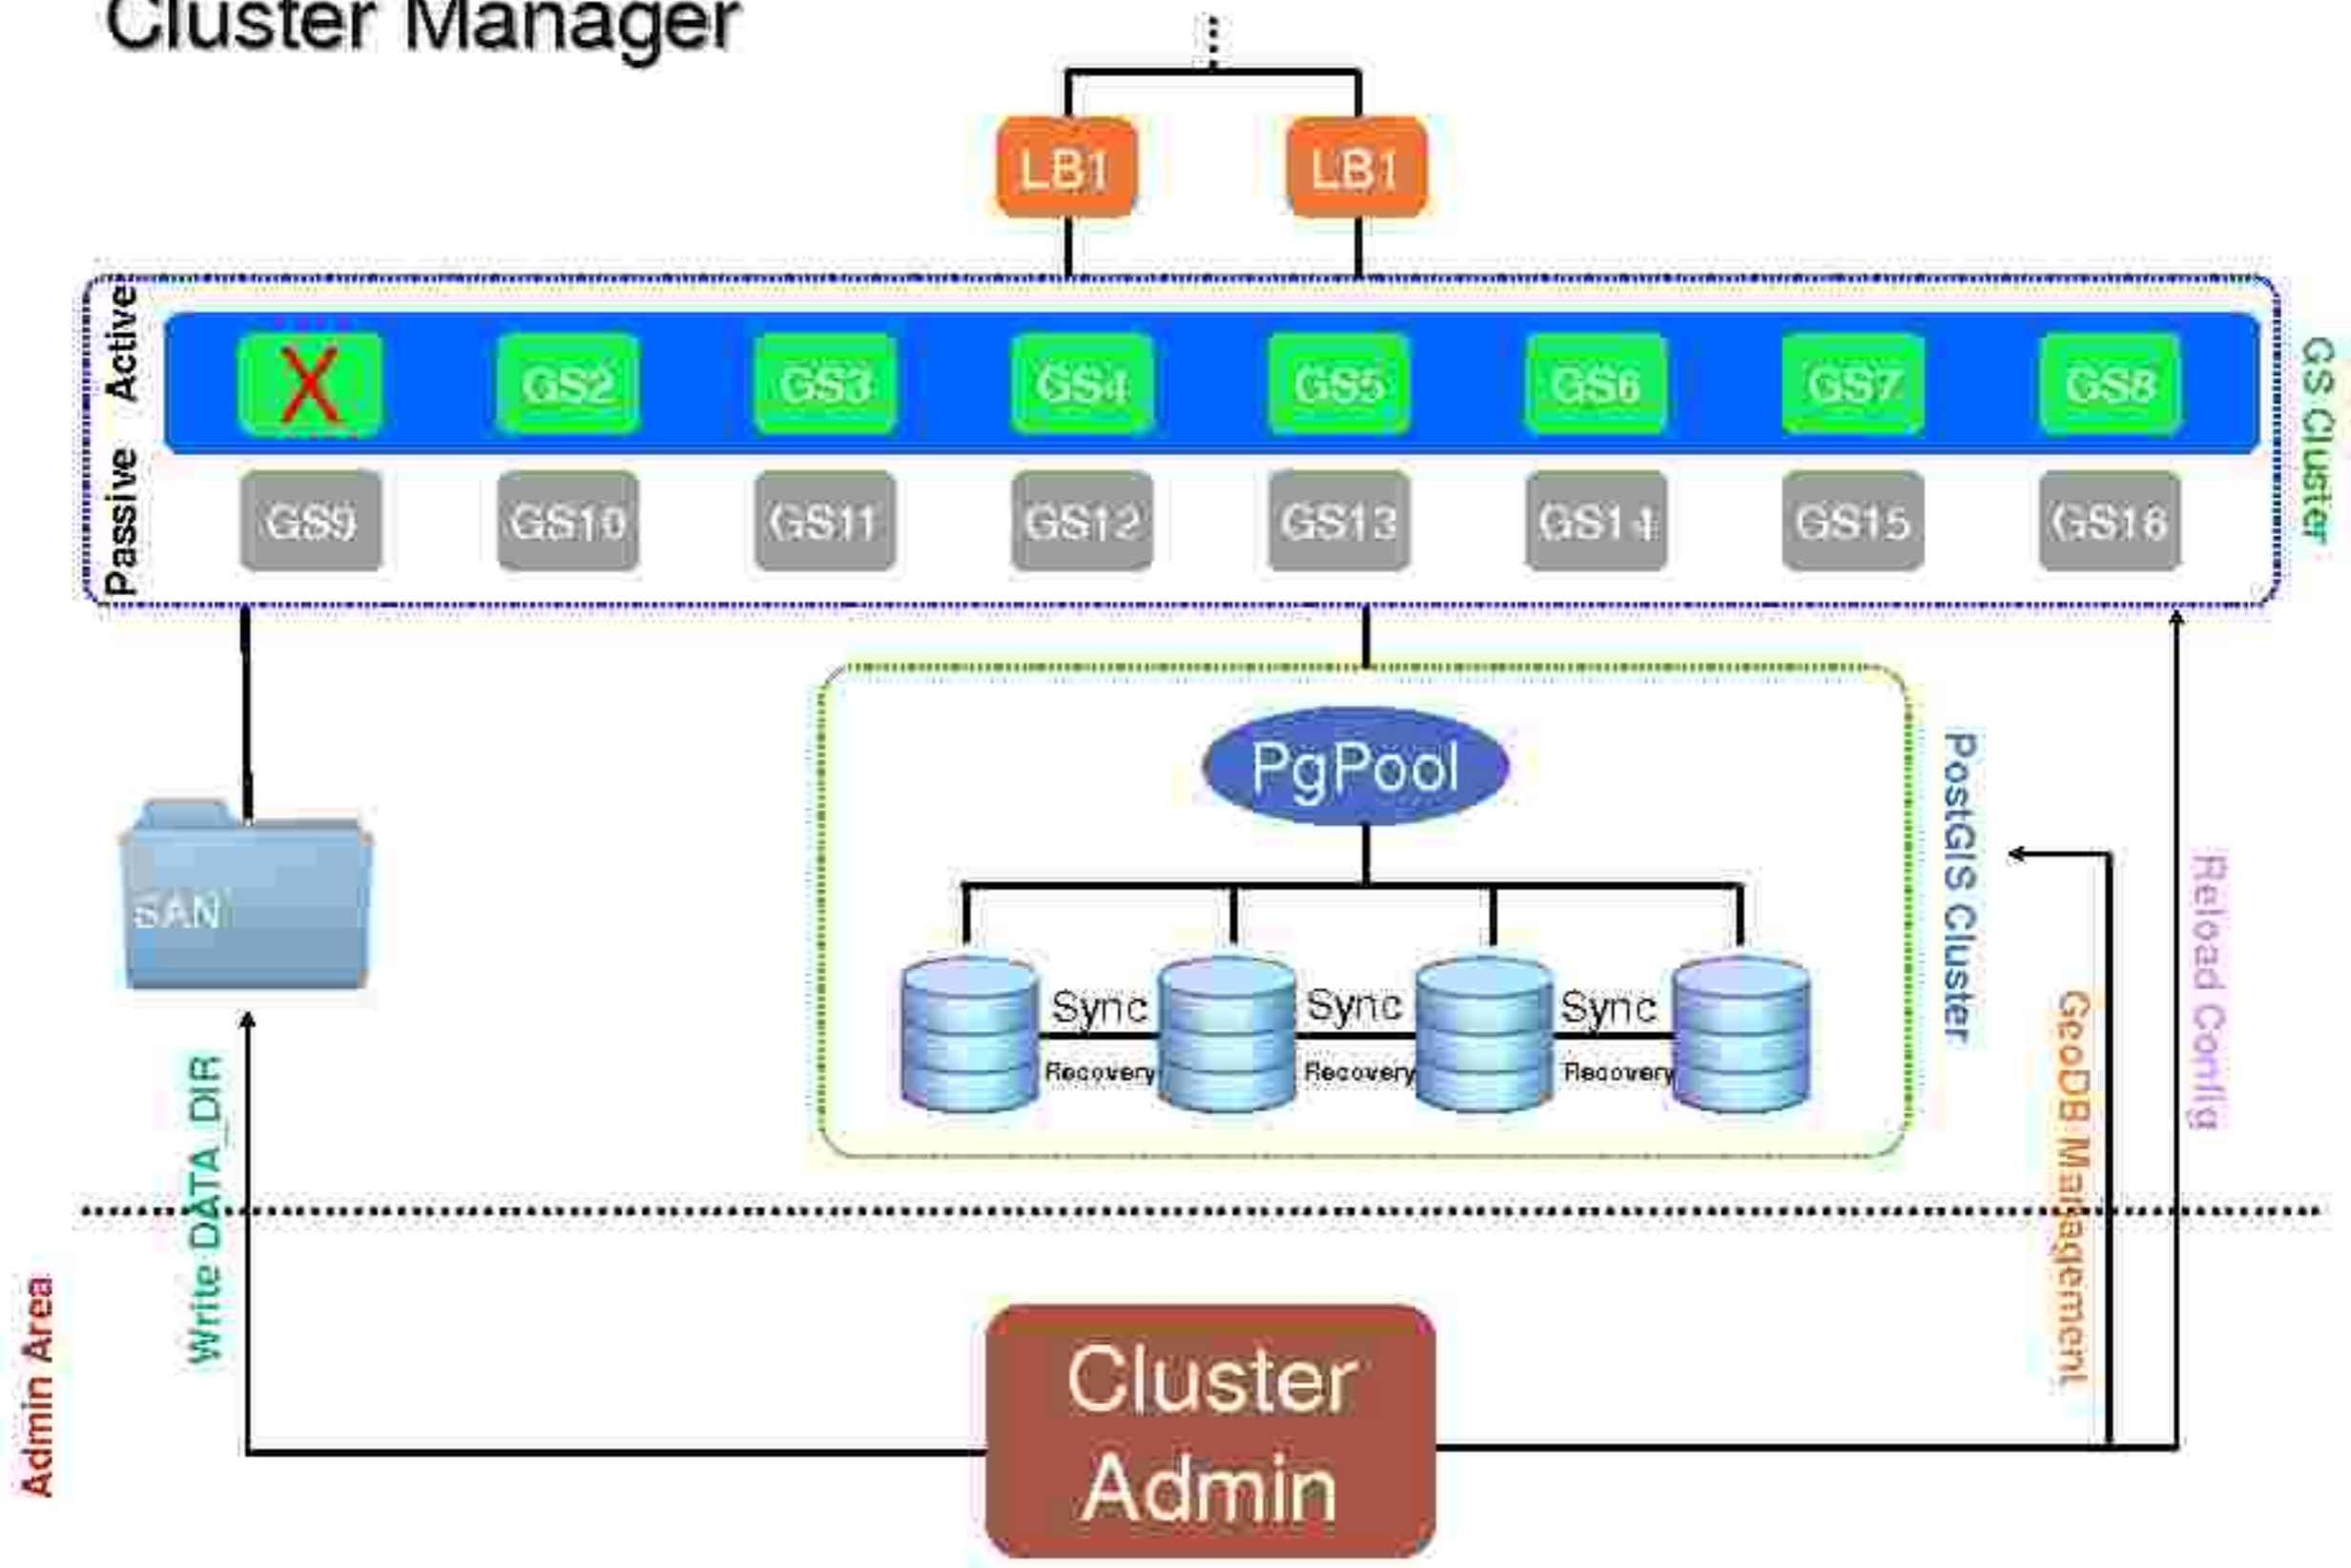 Cluster Manager
LB1
LB1
Active
X
GS2
GS3
GS4
GS5
GS6
GS7
GS8
Passive
GS9
GS10
GS11
GS12
GS13
GS14
GS15
GS16
GS Cluster
PgPool
SAN
Sync
Sync
Sync
Recovery
Recovery
Recovery
PostGIS Cluster
Write DATA_DIR
GeoDB Management
Reload Config
Admin Area
Cluster
Admin